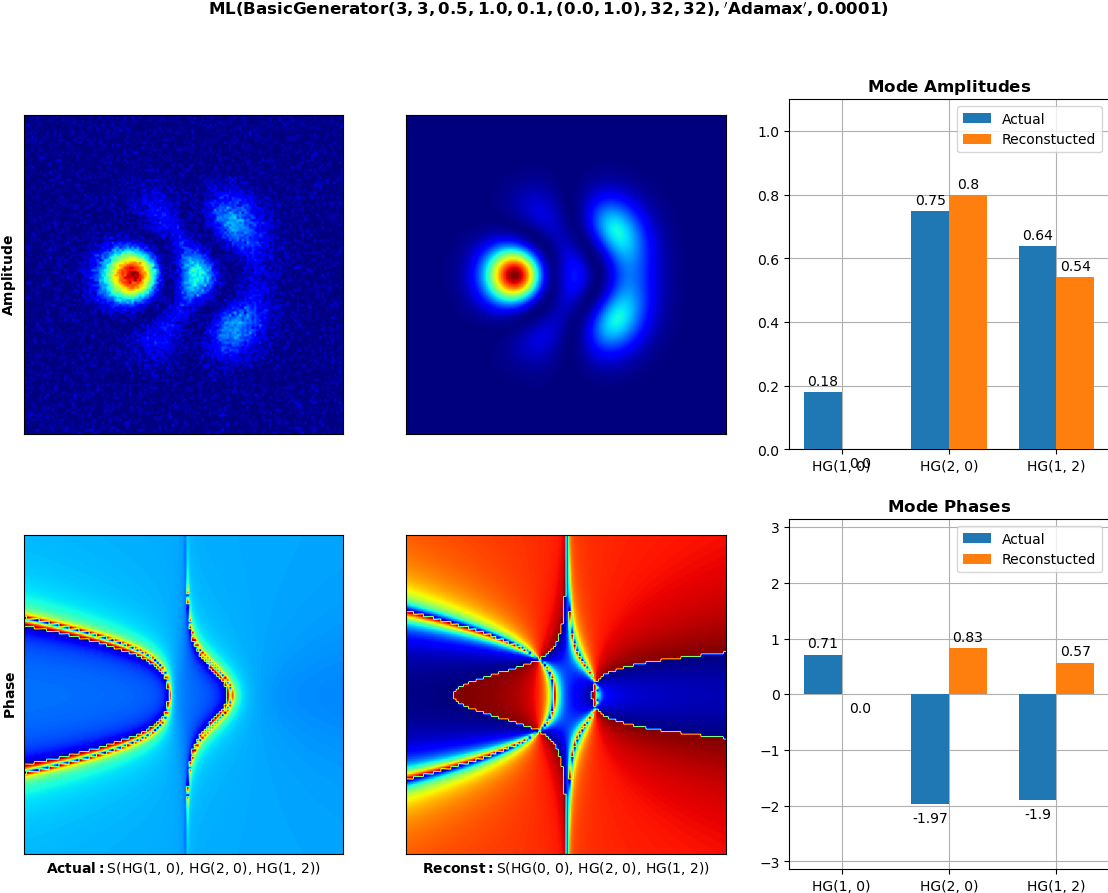 ML(BasicGenerator(3, 3, 0.5, 1.0, 0.1, (0.0, 1.0), 32, 32), ′Adamax′, 0.0001)
Mode Amplitudes
Amplitude
Actual
Reconstucted
1.0
0.8
0.6
0.4
0.2
0.0
0.18
0.0
0.75
0.8
0.64
0.54
HG(1, 0)
HG(2, 0)
HG(1, 2)
Mode Phases
Phase
Actual
Reconstucted
3
2
1
0
−1
−2
−3
0.71
0.0
-1.97
0.83
-1.9
0.57
HG(1, 0)
HG(2, 0)
HG(1, 2)
Actual: S(HG(1, 0), HG(2, 0), HG(1, 2))
Reconst: S(HG(0, 0), HG(2, 0), HG(1, 2))